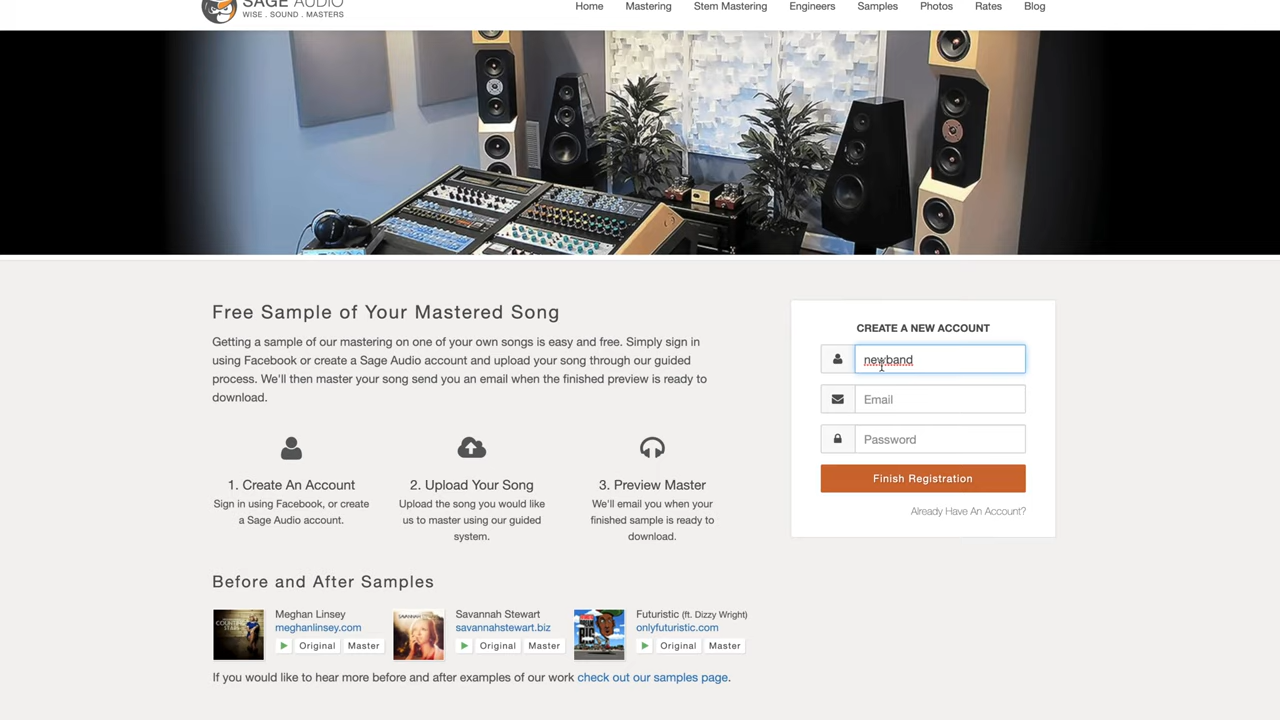 SAGE AUDIO
WISE . SOUND . MASTERS
Home Mastering Stem Mastering Engineers Samples Photos Rates Blog
Free Sample of Your Mastered Song
Getting a sample of our mastering on one of your own songs is easy and free. Simply sign in
using Facebook or create a Sage Audio account and upload your song through our guided
process. We'll then master your song send you an email when the finished preview is ready to
download.
1. Create An Account
Sign in using Facebook, or create
a Sage Audio account.
2. Upload Your Song
Upload the song you would like
us to master using our guided
system.
3. Preview Master
We'll email you when your
finished sample is ready to
download.
CREATE A NEW ACCOUNT
newband
Email
Password
Finish Registration
Already Have An Account?
Before and After Samples
Meghan Linsey
meghanlinsey.com
Original Master
Savannah Stewart
savannahstewart.biz
Original Master
Futuristic (ft. Dizzy Wright)
onlyfuturistic.com
Original Master
If you would like to hear more before and after examples of our work check out our samples page.